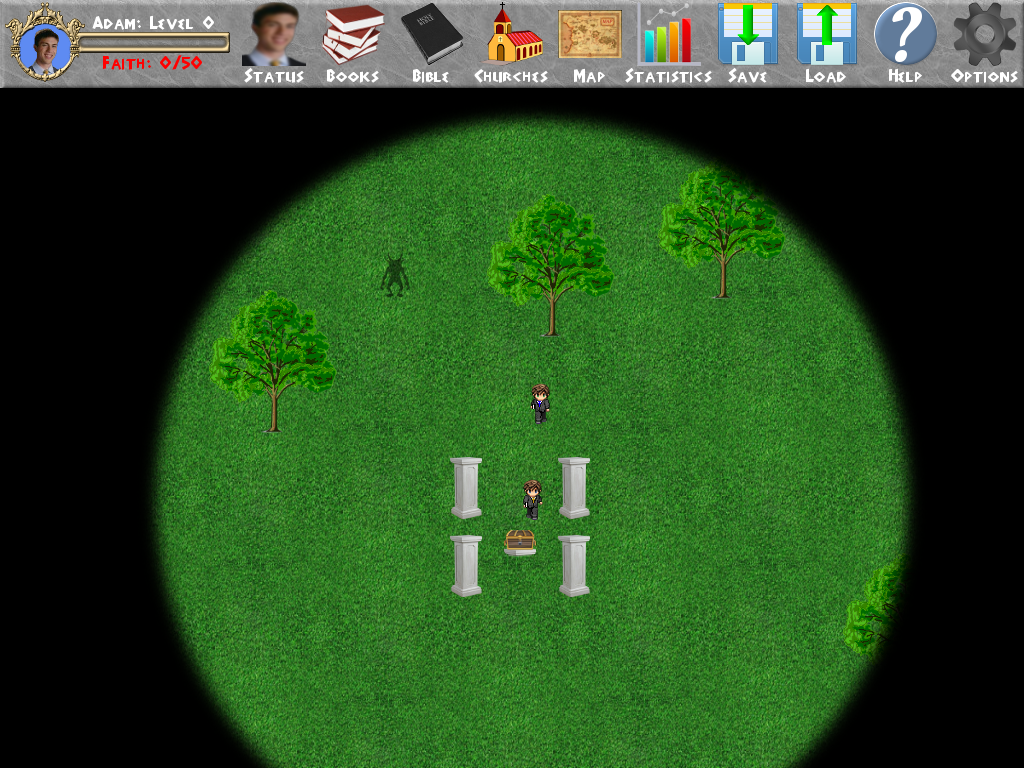 Adam: Level 0
Faith: 0/50
Status
Books
Bible
Churches
Map
Statistics
Save
Load
Help
Options